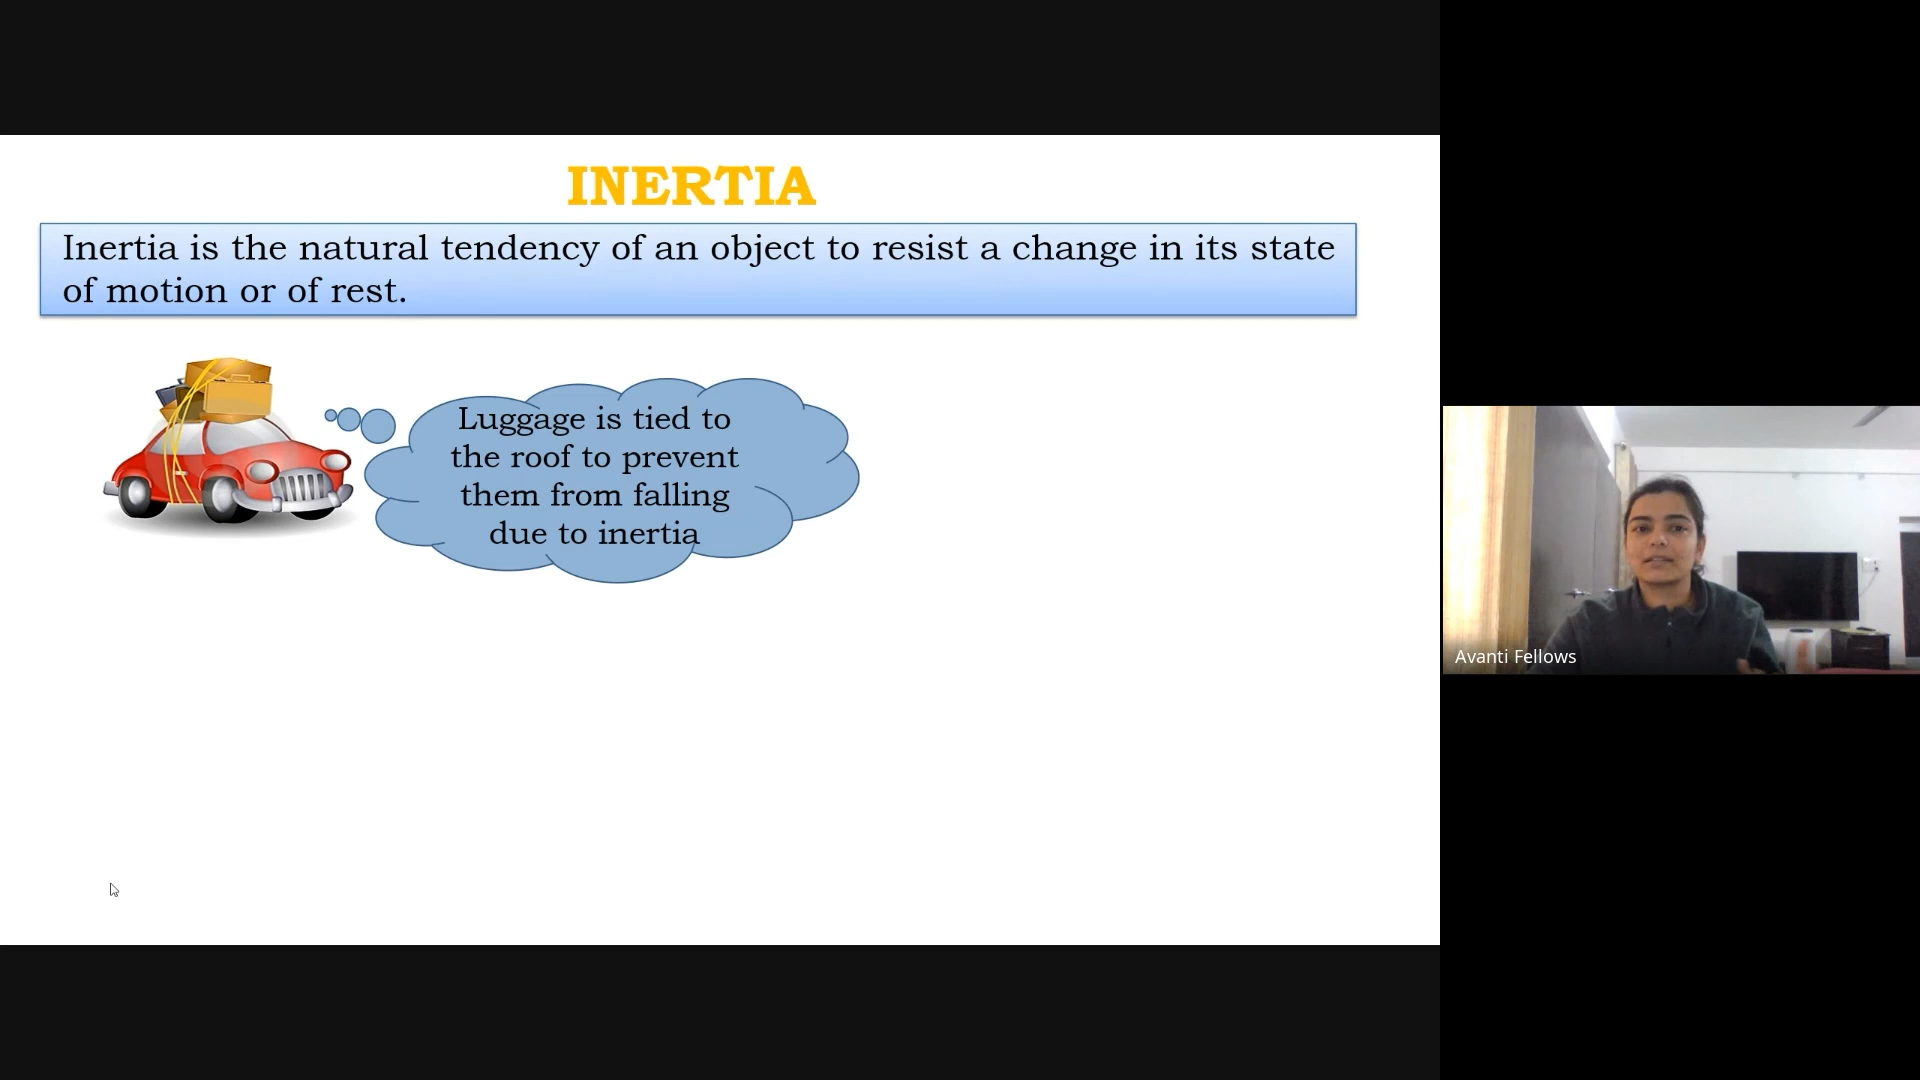 INERTIA
Inertia is the natural tendency of an object to resist a change in its state
of motion or of rest.
Luggage is tied to
the roof to prevent
them from falling
due to inertia
Avanti Fellows